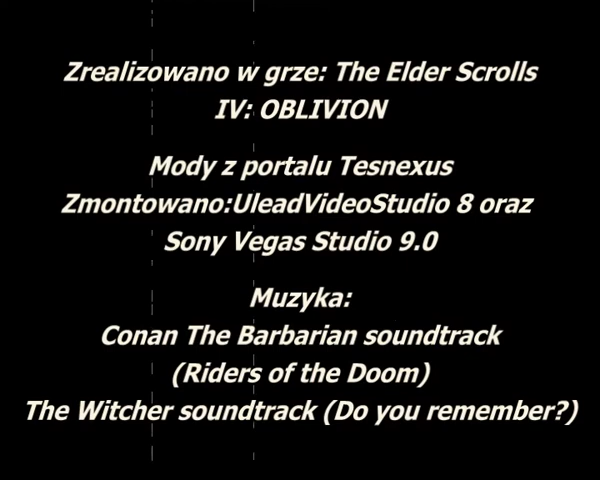 Zrealizowano w grze: The Elder Scrolls
IV: OBLIVION
Mody z portalu Tesnexus
Zmontowano:UleadVideoStudio 8 oraz
Sony Vegas Studio 9.0
Muzyka:
Conan The Barbarian soundtrack
(Riders of the Doom)
The Witcher soundtrack (Do you remember?)